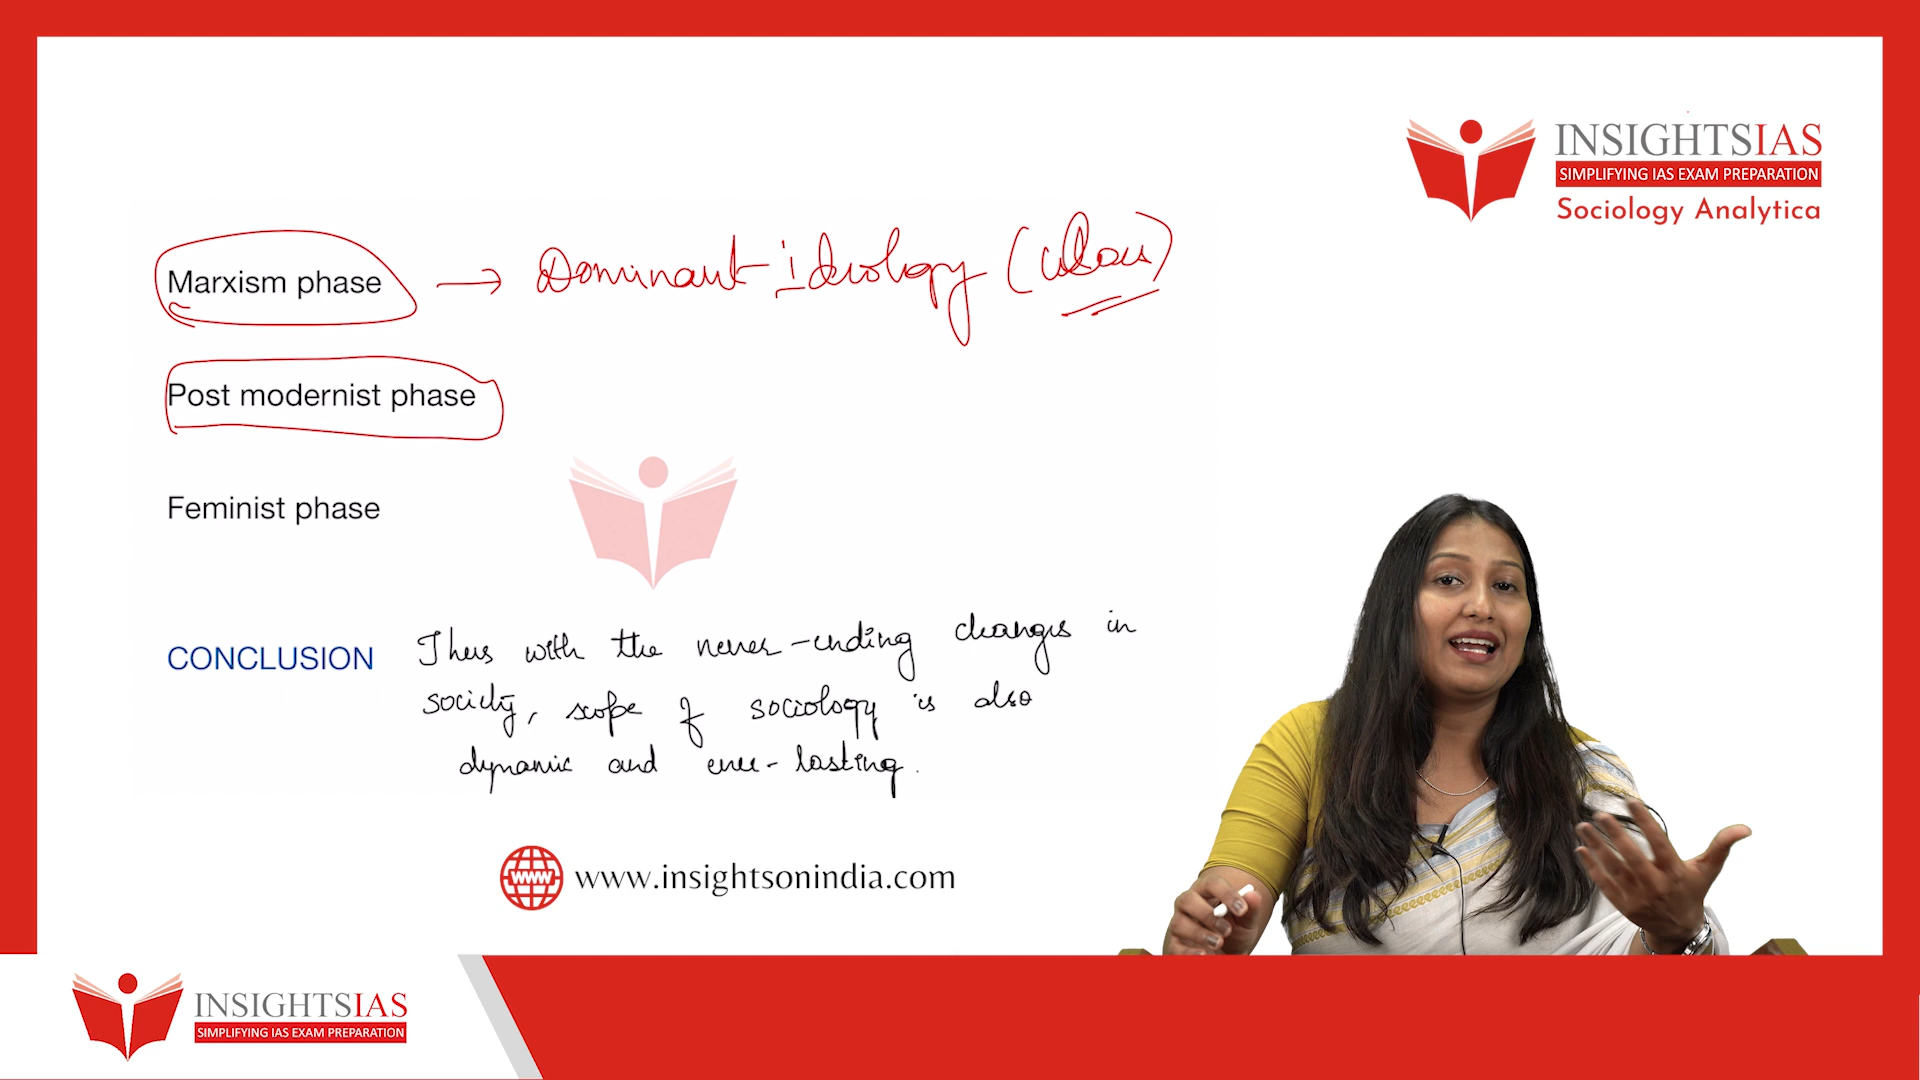 INSIGHTSIAS
SIMPLIFYING IAS EXAM PREPARATION
Sociology Analytica
Marxism phase → Dominant ideology (
Post modernist phase
Feminist phase
CONCLUSION Thus with the never-ending changes in
society, scope of sociology is also
dynamic and ever-lasting.
www
www.insightsonindia.com
INSIGHTSIAS
SIMPLIFYING IAS EXAM PREPARATION